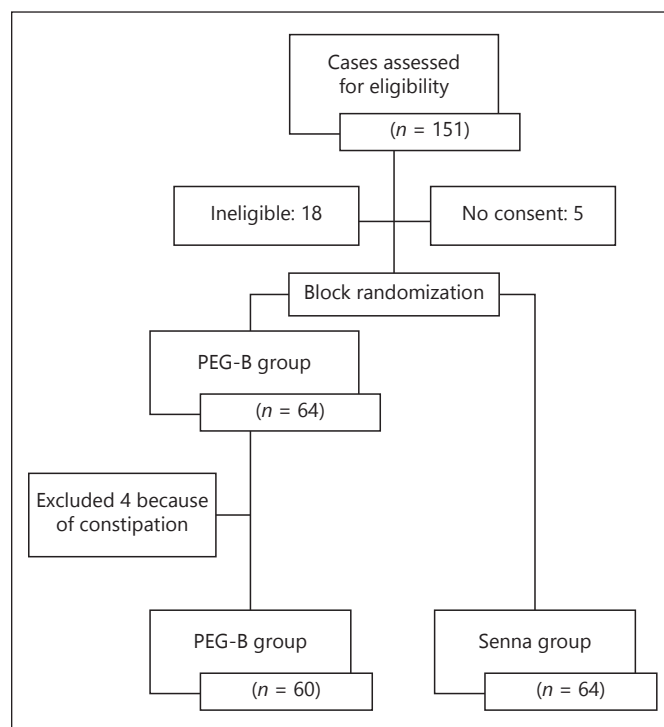 Cases assessed
for eligibility
(n = 151)
Ineligible: 18
No consent: 5
Block randomization
PEG-B group
(n = 64)
Excluded 4 because
of constipation
PEG-B group
(n = 60)
Senna group
(n = 64)